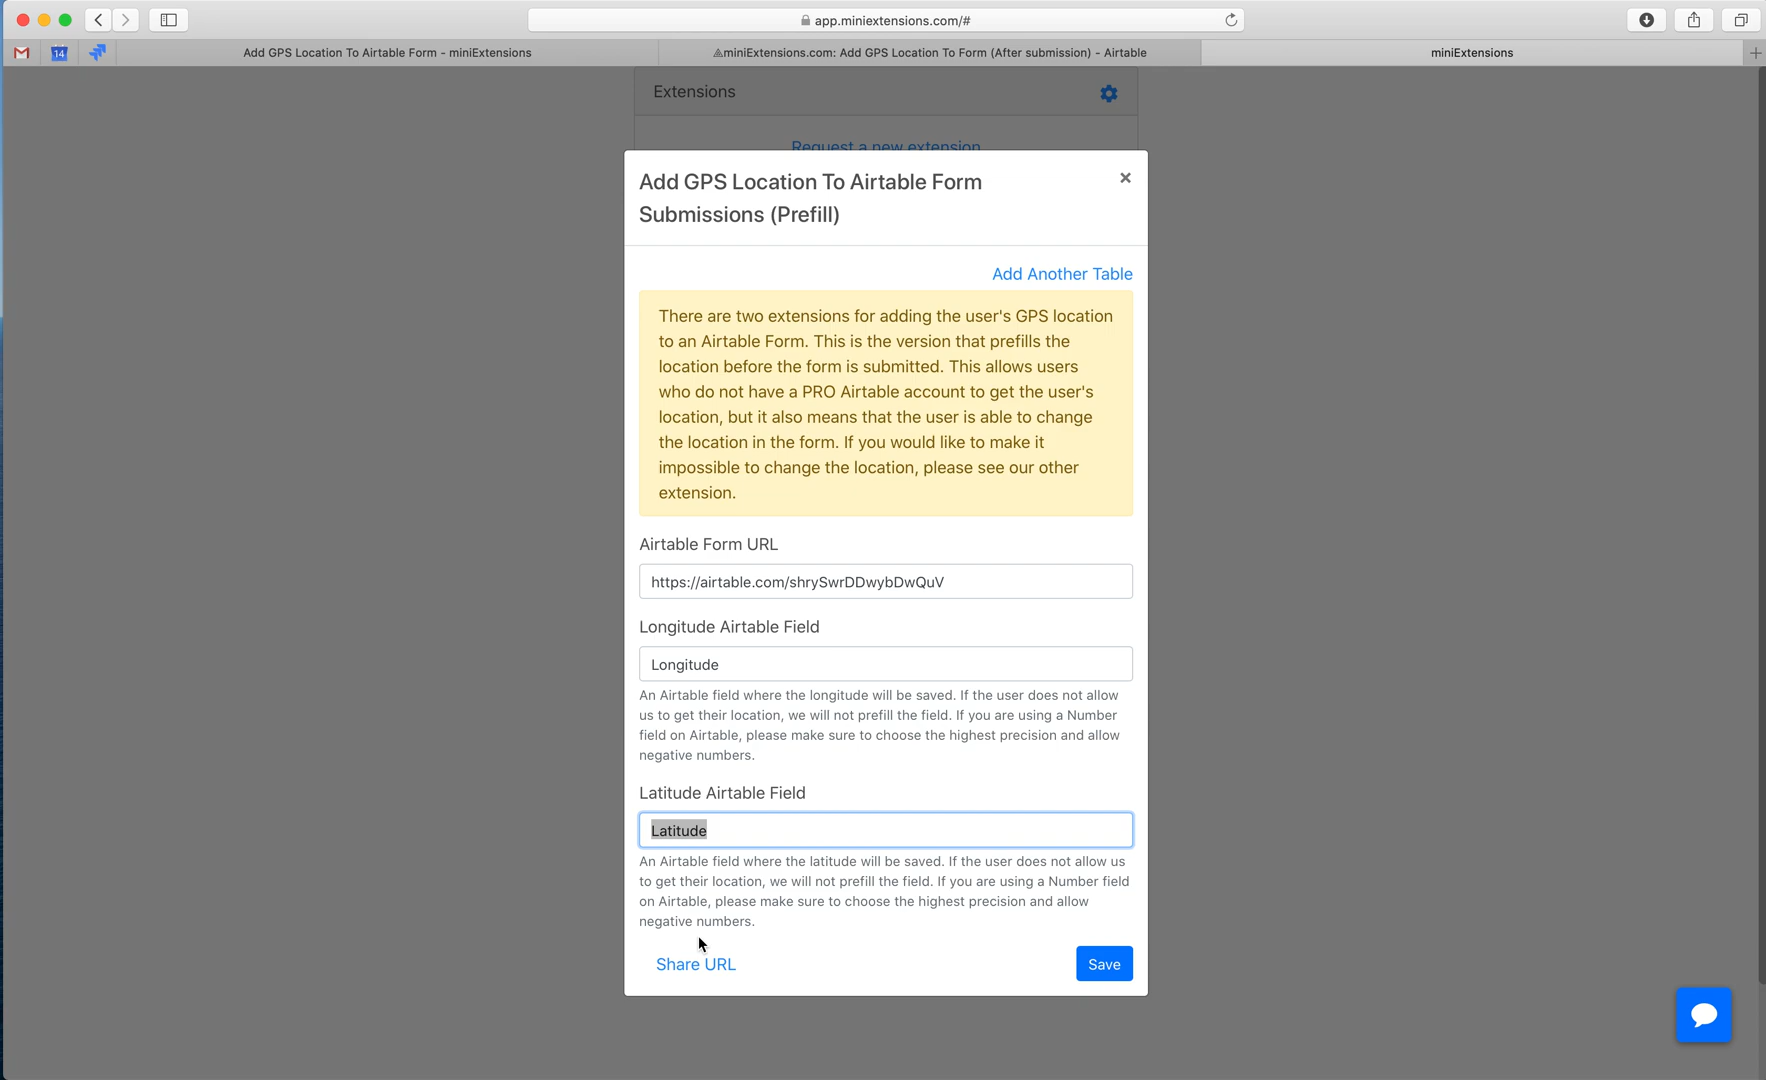 app.miniextensions.com/#
14
Add GPS Location To Airtable Form - miniExtensions
miniExtensions.com: Add GPS Location To Form (After submission) - Airtable
miniExtensions
Extensions
Request a new extension
Add GPS Location To Airtable Form
Submissions (Prefill)
×
Add Another Table
There are two extensions for adding the user's GPS location
to an Airtable Form. This is the version that prefills the
location before the form is submitted. This allows users
who do not have a PRO Airtable account to get the user's
location, but it also means that the user is able to change
the location in the form. If you would like to make it
impossible to change the location, please see our other
extension.
Airtable Form URL
https://airtable.com/shrySwrDDwybDwQuV
Longitude Airtable Field
Longitude
An Airtable field where the longitude will be saved. If the user does not allow
us to get their location, we will not prefill the field. If you are using a Number
field on Airtable, please make sure to choose the highest precision and allow
negative numbers.
Latitude Airtable Field
Latitude
An Airtable field where the latitude will be saved. If the user does not allow us
to get their location, we will not prefill the field. If you are using a Number field
on Airtable, please make sure to choose the highest precision and allow
negative numbers.
Share URL
Save